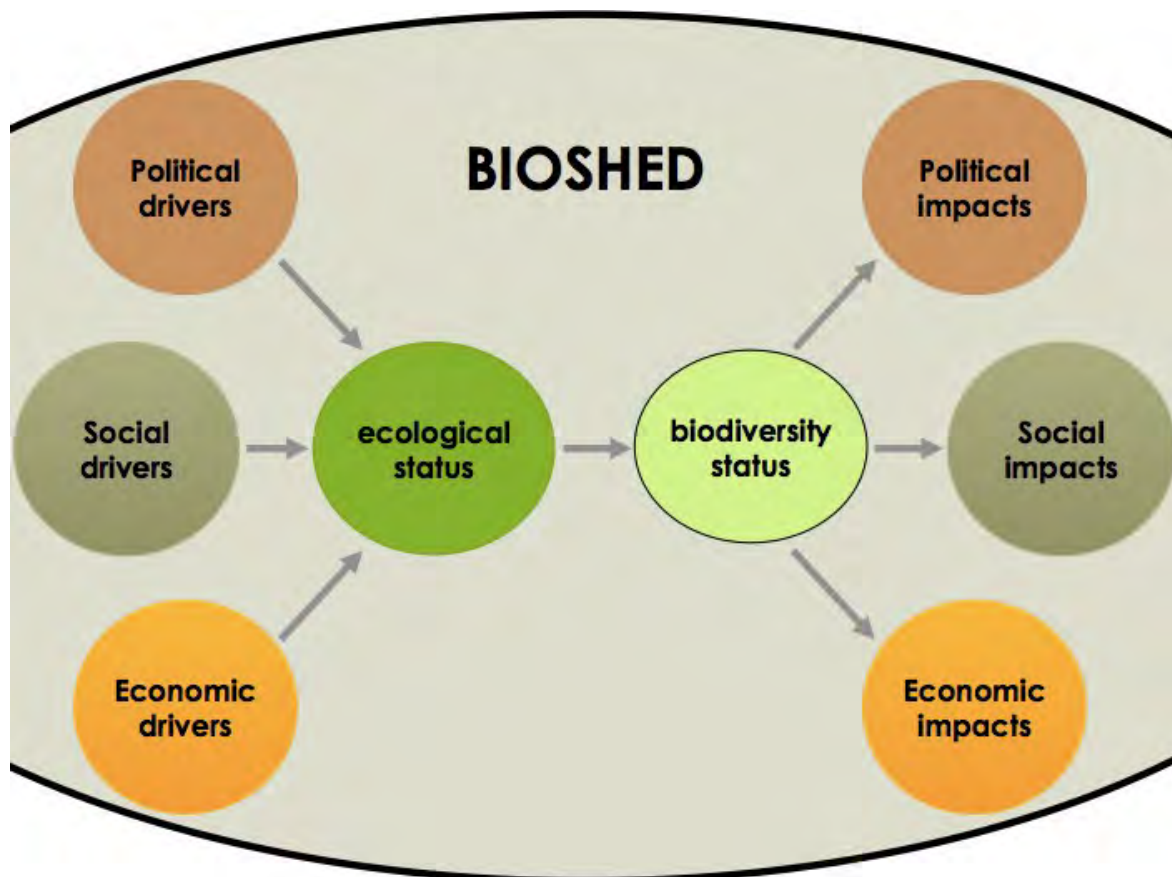 BIOSHED
Political
drivers
Political
impacts
Social
drivers
ecological
status
biodiversity
status
Social
impacts
Economic
drivers
Economic
impacts